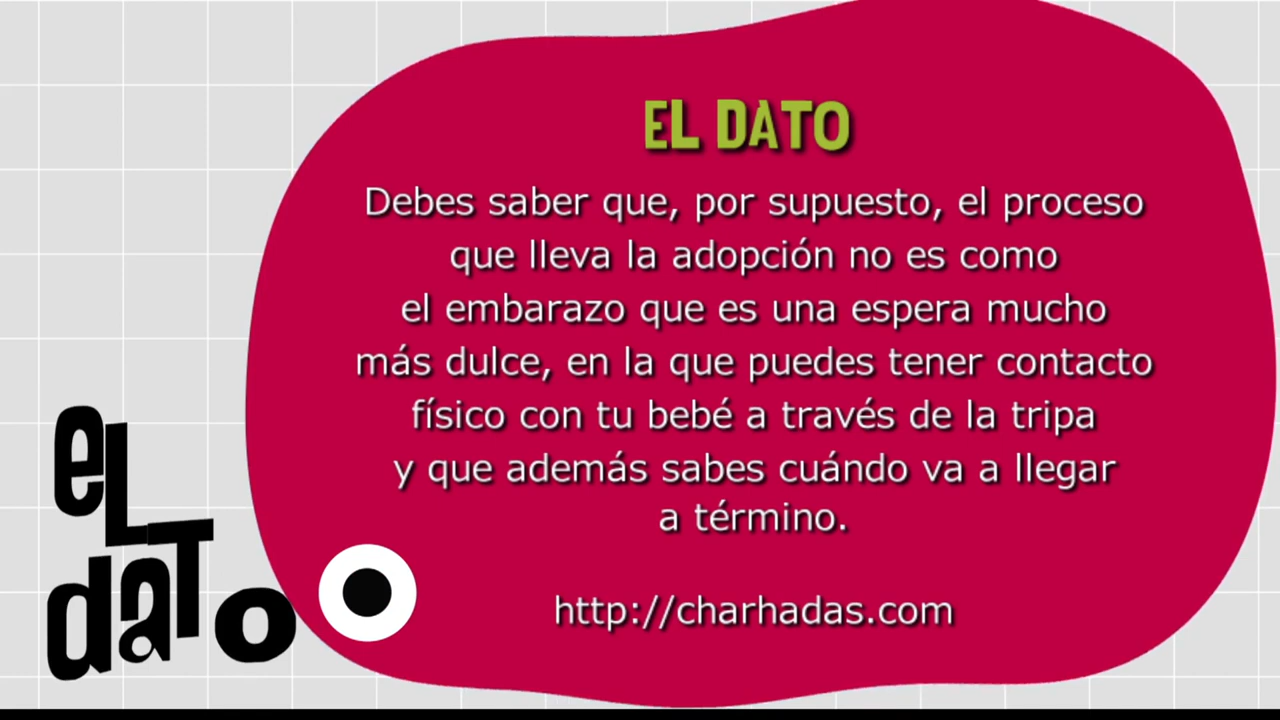 EL DATO
Debes saber que, por supuesto, el proceso
que lleva la adopción no es como
el embarazo que es una espera mucho
más dulce, en la que puedes tener contacto
físico con tu bebé a través de la tripa
y que además sabes cuándo va a llegar
a término.
http://charhadas.com
eL
daTo